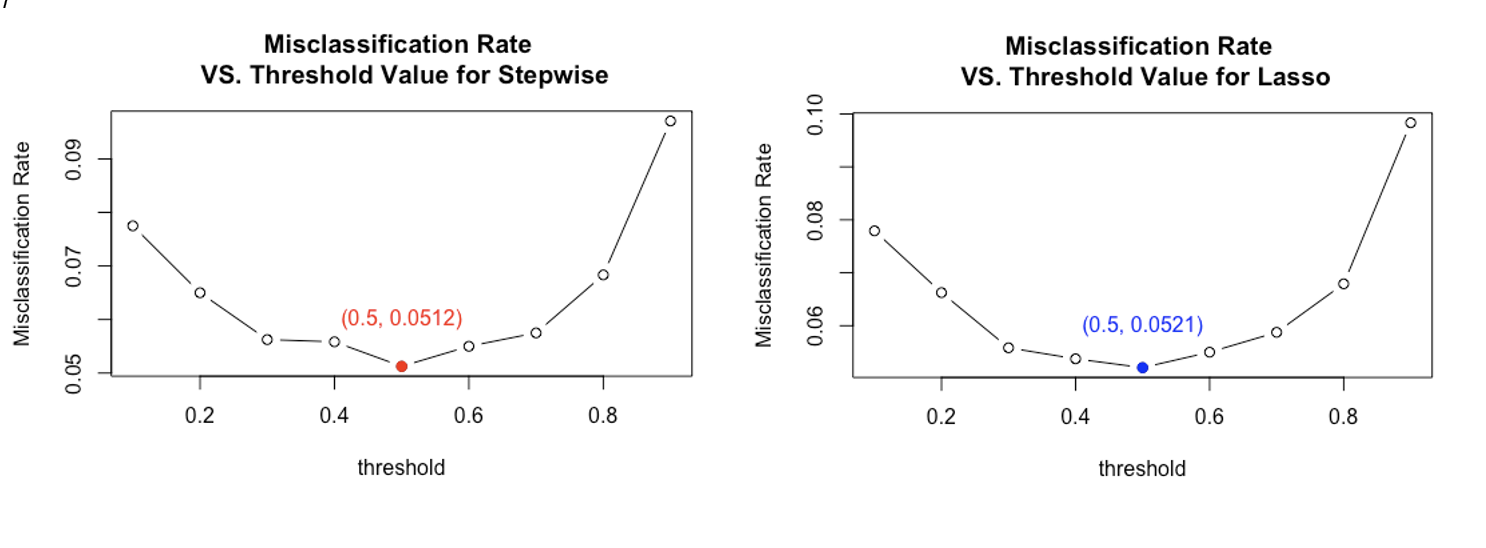 Misclassification Rate
VS. Threshold Value for Stepwise
Misclassification Rate
0.09
0.07
0.05
(0.5, 0.0512)
0.2 0.4 0.6 0.8
threshold
Misclassification Rate
VS. Threshold Value for Lasso
Misclassification Rate
0.10
0.08
0.06
(0.5, 0.0521)
0.2 0.4 0.6 0.8
threshold